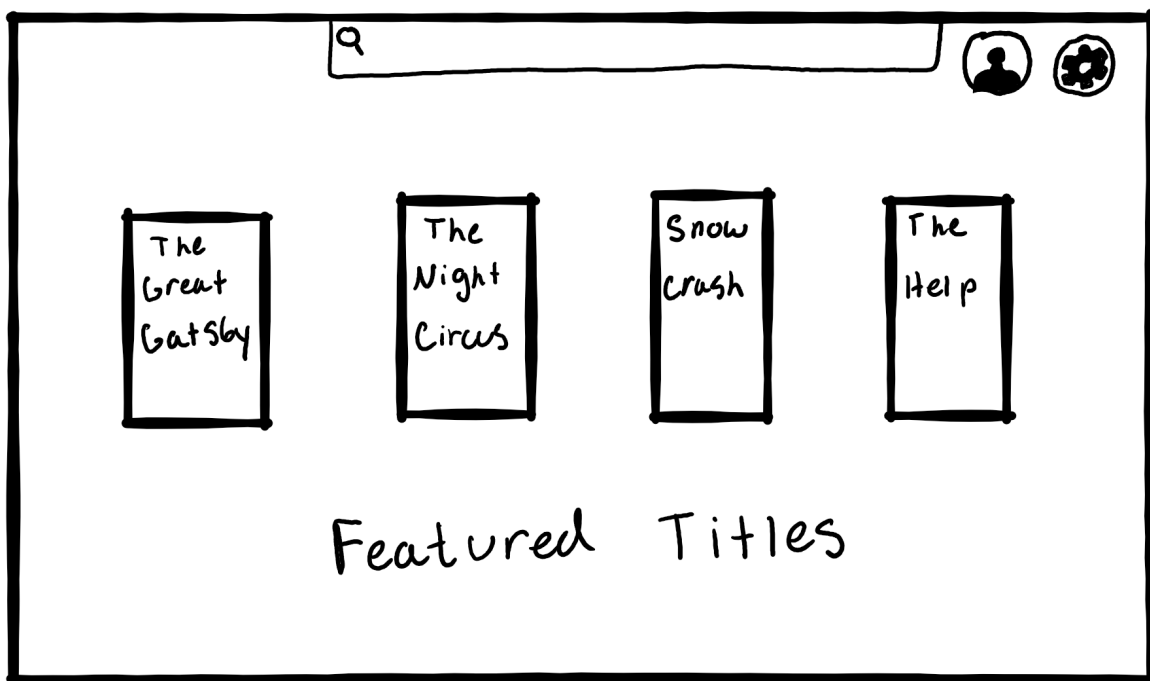 The
Great
Gatsby
The
Night
Circus
Snow
Crash
The
Help
Featured Titles